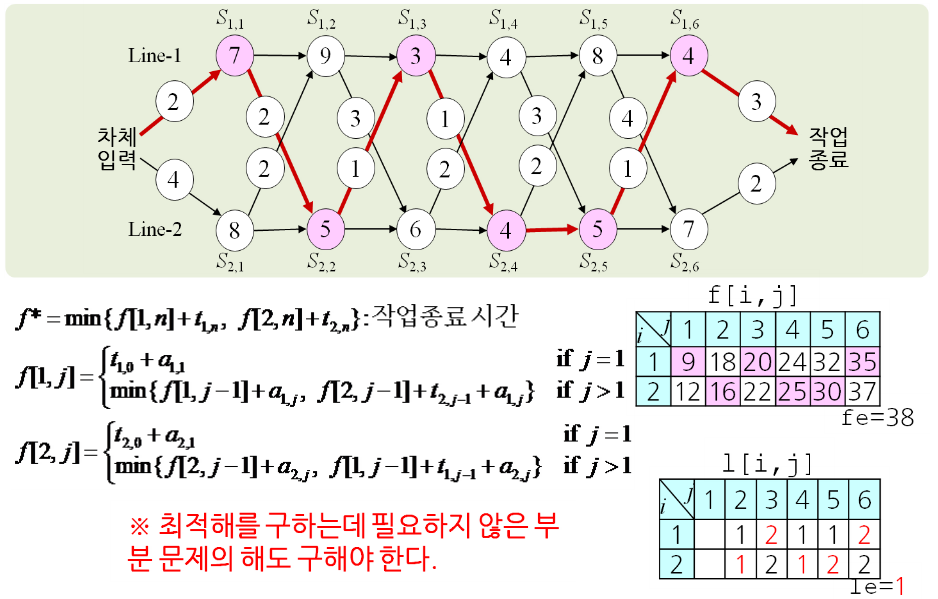 S1,1 S1,2 S1,3 S1,4 S1,5 S1,6
Line-1 7 9 3 4 8 4
2 2 3 1 3 4 3
차체
입력
작업
종료
4 2 1 2 2 1 2
Line-2 8 5 6 4 5 7
S2,1 S2,2 S2,3 S2,4 S2,5 S2,6
f* = min{f[1,n]+t1,n, f[2,n]+t2,n}:작업종료 시간
f[1,j]={t1,0+a1,1 if j=1
min{f[1,j-1]+a1,j, f[2,j-1]+t2,j-1+a1,j} if j>1
f[2,j]={t2,0+a2,1 if j=1
min{f[2,j-1]+a2,j, f[1,j-1]+t1,j-1+a2,j} if j>1
※ 최적해를 구하는데 필요하지 않은 부
분 문제의 해도 구해야 한다.
f[i,j]
i J 1 2 3 4 5 6
1 9 18 20 24 32 35
2 12 16 22 25 30 37
fe=38
l[i,j]
i J 1 2 3 4 5 6
1 1 2 1 1 2
2 1 2 1 2 2
le=1